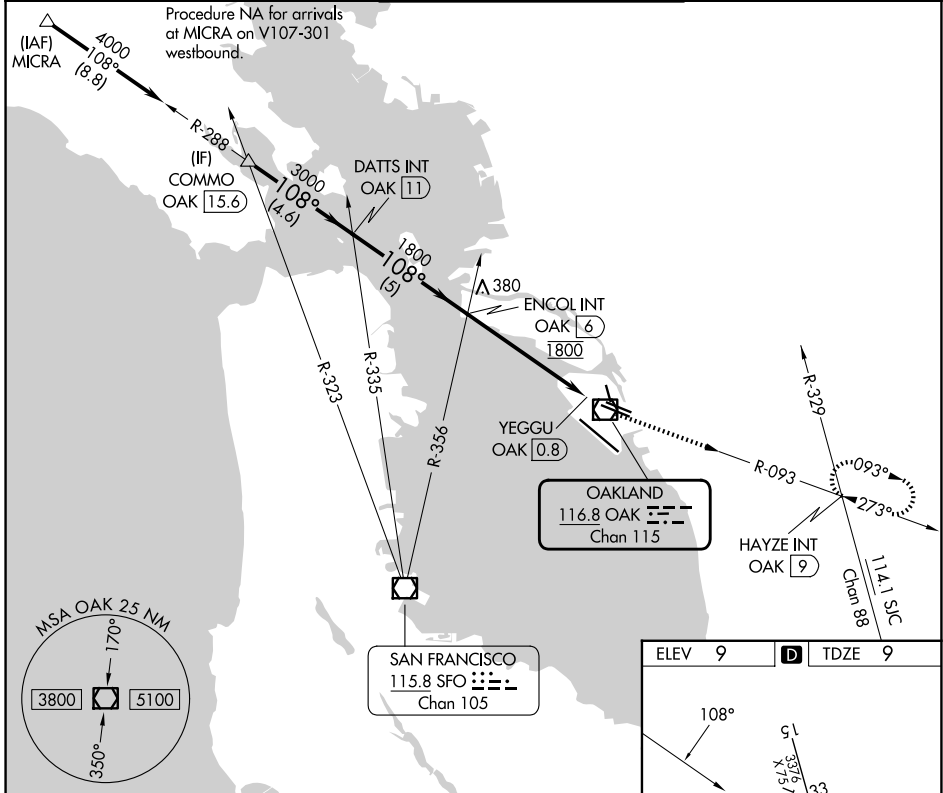 Procedure NA for arrivals
at MICRA on V107-301
westbound.
(IAF)
MICRA
4000
108°
(8.8)
R-288
(IF)
COMMO
OAK 15.6
3000
108°
(4.6)
DATTS INT
OAK 11
1800
108°
(5)
380
ENCOL INT
OAK 6
1800
R-323
R-335
R-356
YEGGU
OAK 0.8
R-329
R-093
093°
273°
OAKLAND
116.8 OAK
Chan 115
HAYZE INT
OAK 9
114.1 SJC
Chan 88
SAN FRANCISCO
115.8 SFO
Chan 105
MSA OAK 25 NM
170°
3800
5100
350°
ELEV 9
D
TDZE 9
108°
15
3376
X 75
33